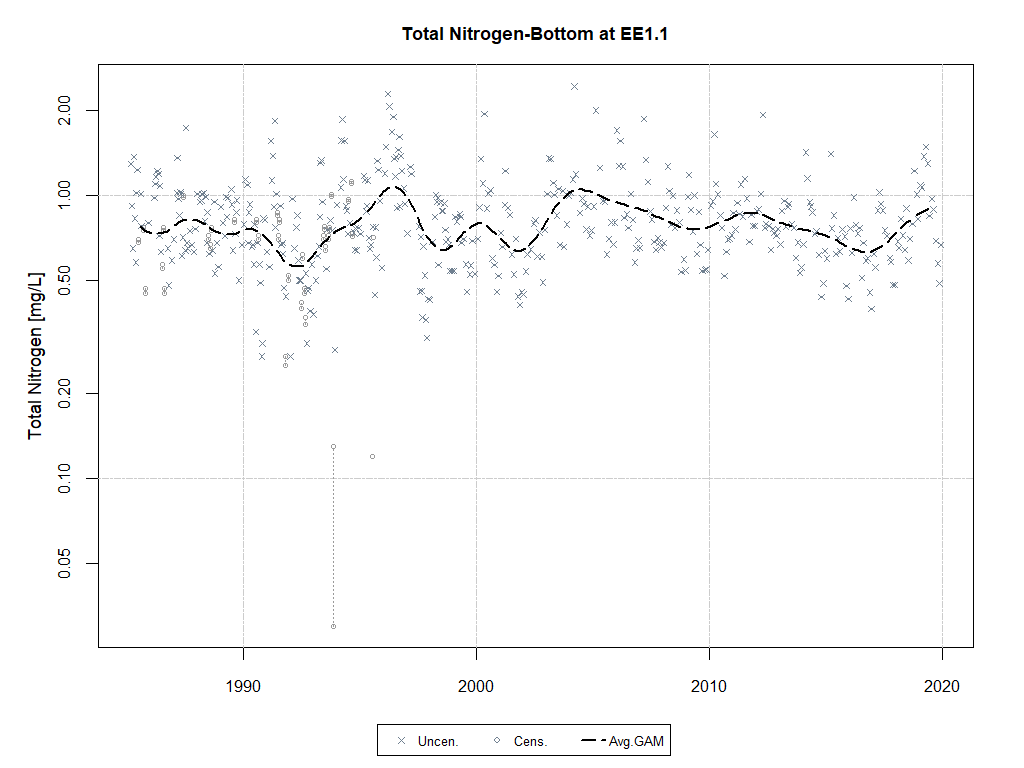 Total Nitrogen-Bottom at EE1.1
Total Nitrogen [mg/L]
2.00
1.00
0.50
0.20
0.10
0.05
1990 2000 2010 2020
Uncen. Cens. Avg.GAM